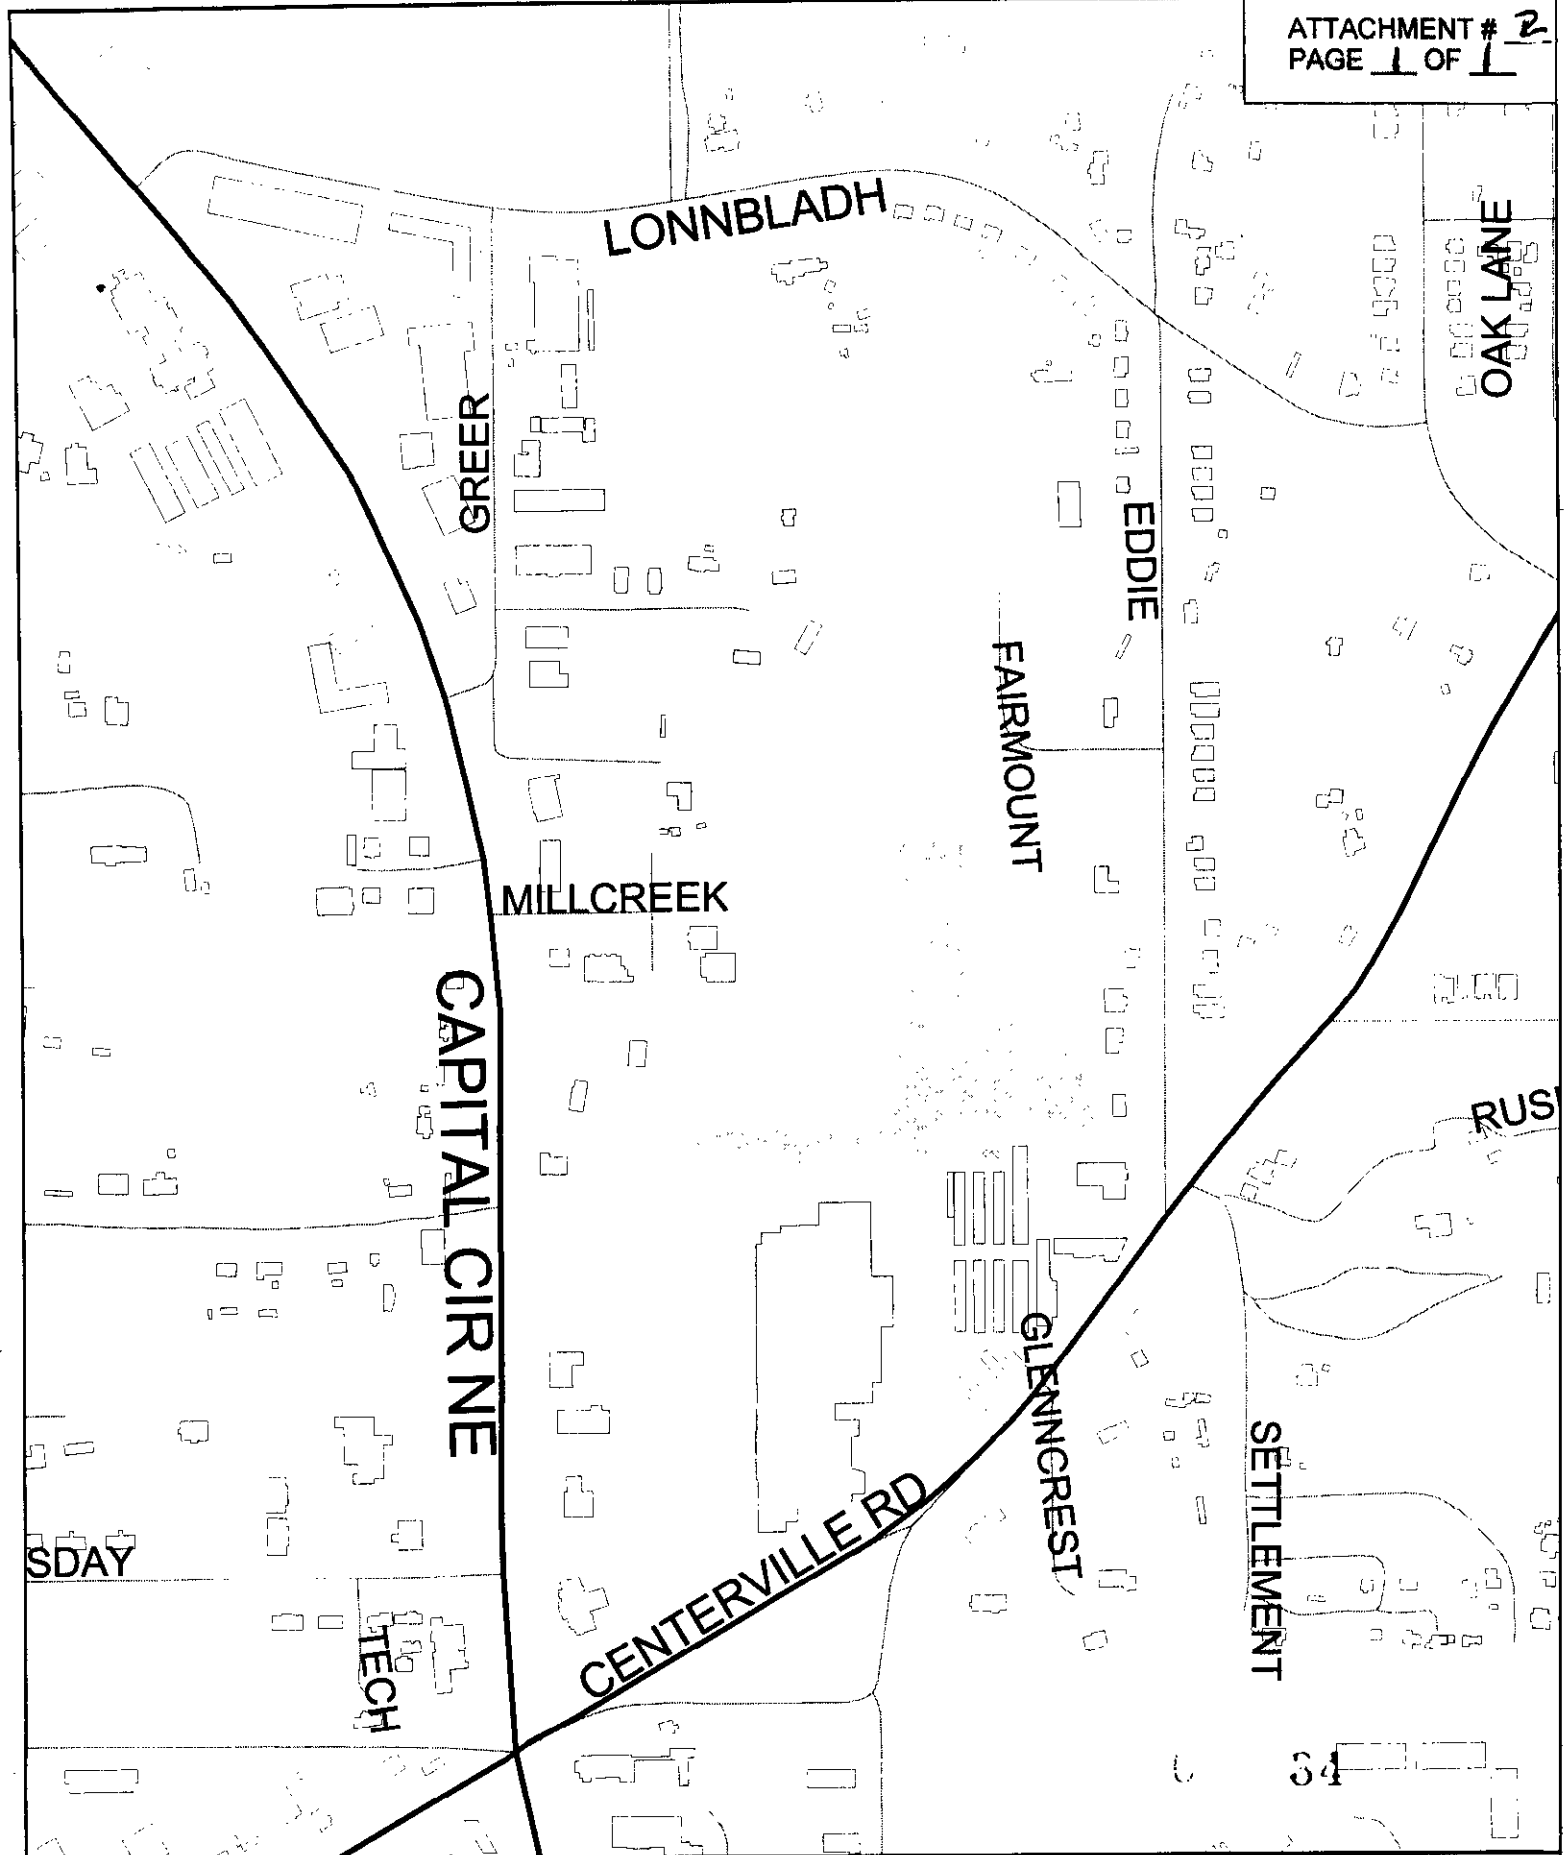 ATTACHMENT # 2
PAGE 1 OF 1
LONNBLADH
OAK LANE
GREER
EDDIE
FAIRMOUNT
MILLCREEK
CAPITAL CIR NE
RUS
GLENNCREST
SETTLEMENT
CENTERVILLE RD
SDAY
TECH
34